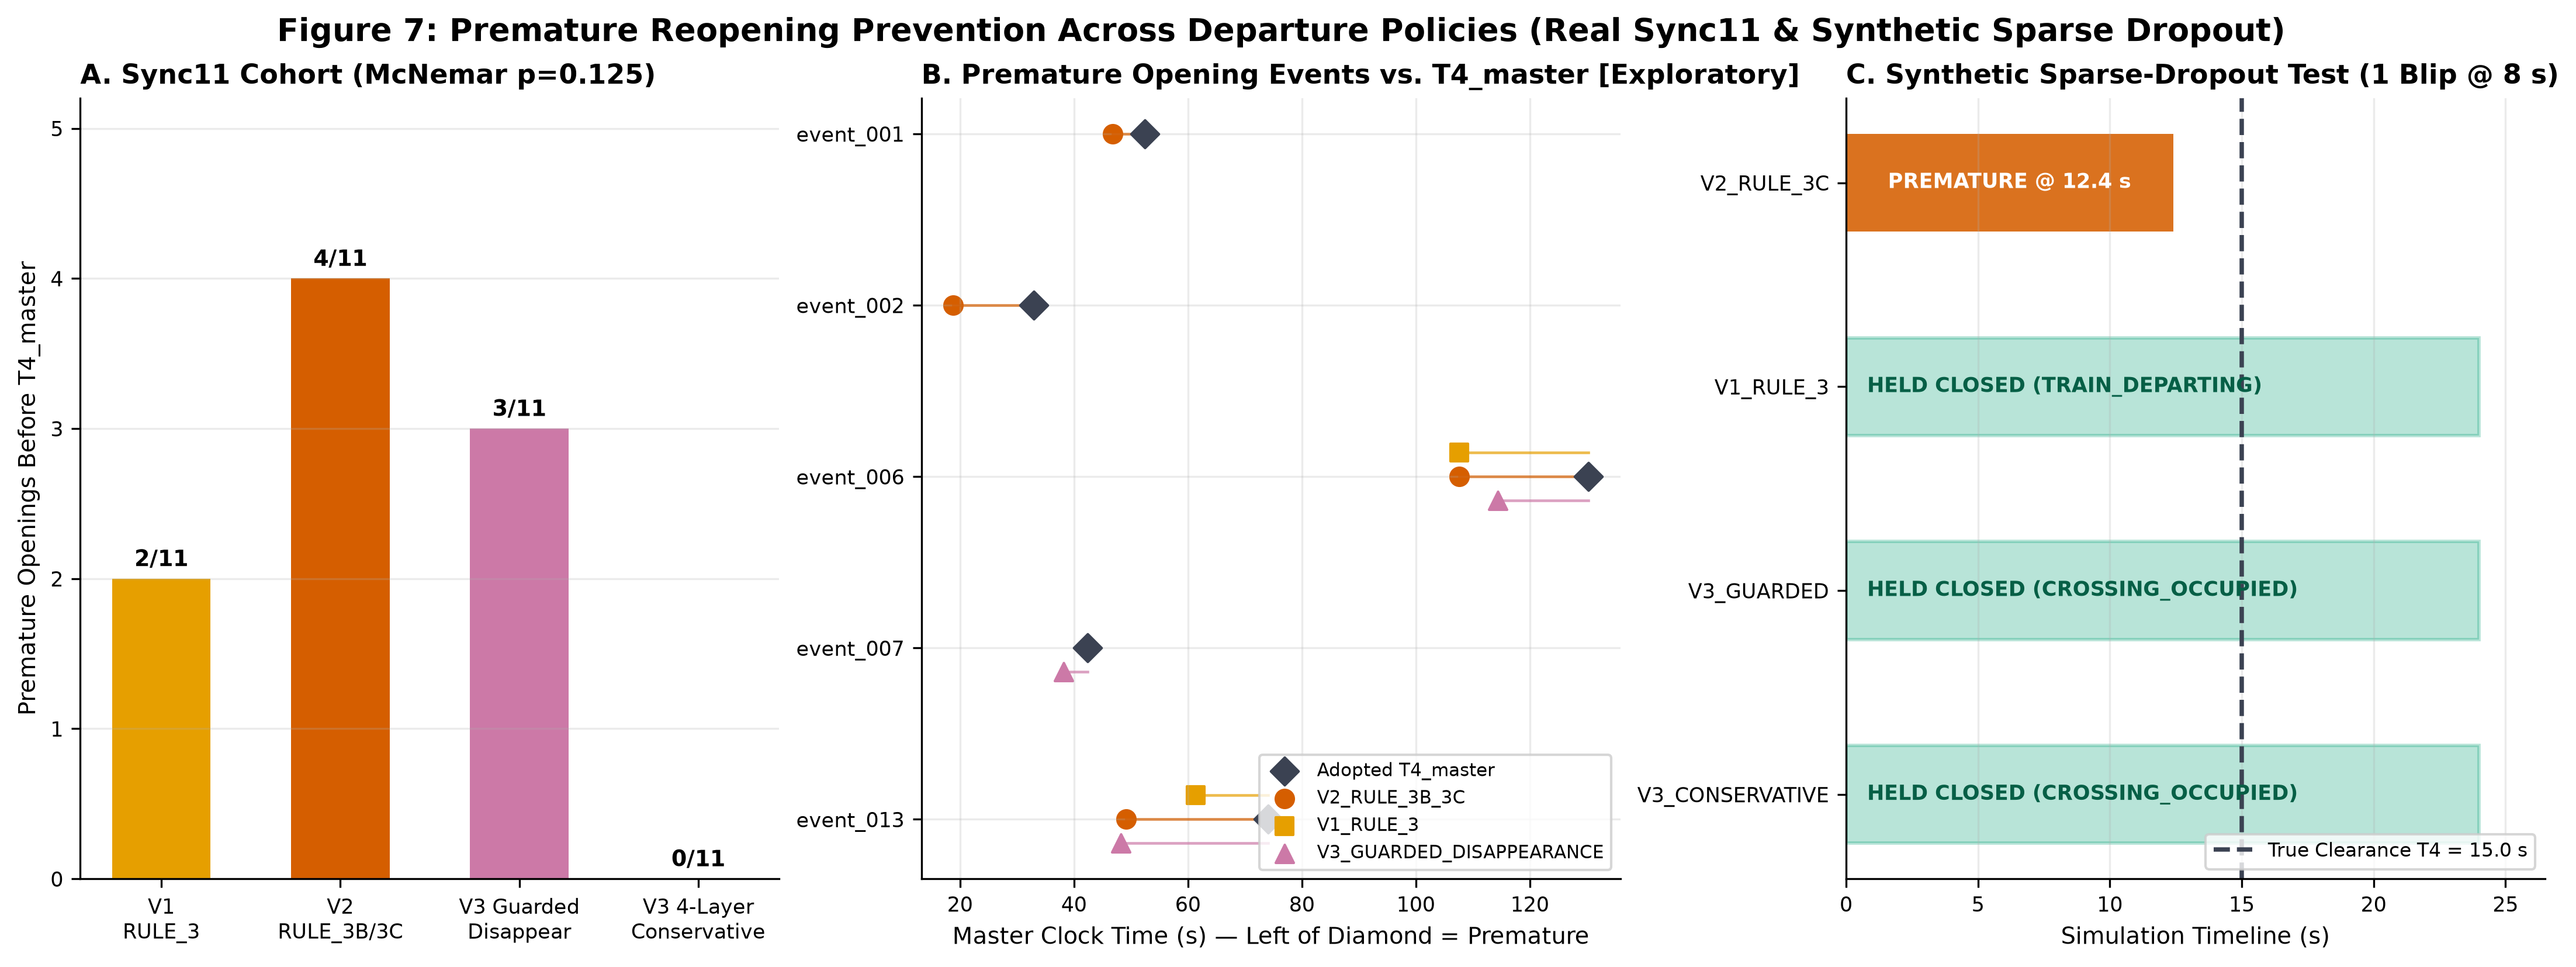 Figure 7: Premature Reopening Prevention Across Departure Policies (Real Sync11 & Synthetic Sparse Dropout)
A. Sync11 Cohort (McNemar p=0.125)
Premature Openings Before T4_master
5
4
3
2
1
0
2/11
4/11
3/11
0/11
V1
RULE_3
V2
RULE_3B/3C
V3 Guarded
Disappear
V3 4-Layer
Conservative
B. Premature Opening Events vs. T4_master [Exploratory]
event_001
event_002
event_006
event_007
event_013
Adopted T4_master
V2_RULE_3B_3C
V1_RULE_3
V3_GUARDED_DISAPPEARANCE
20
40
60
80
100
120
Master Clock Time (s) — Left of Diamond = Premature
C. Synthetic Sparse-Dropout Test (1 Blip @ 8 s)
V2_RULE_3C
PREMATURE @ 12.4 s
V1_RULE_3
HELD CLOSED (TRAIN_DEPARTING)
V3_GUARDED
HELD CLOSED (CROSSING_OCCUPIED)
V3_CONSERVATIVE
HELD CLOSED (CROSSING_OCCUPIED)
True Clearance T4 = 15.0 s
0
5
10
15
20
25
Simulation Timeline (s)